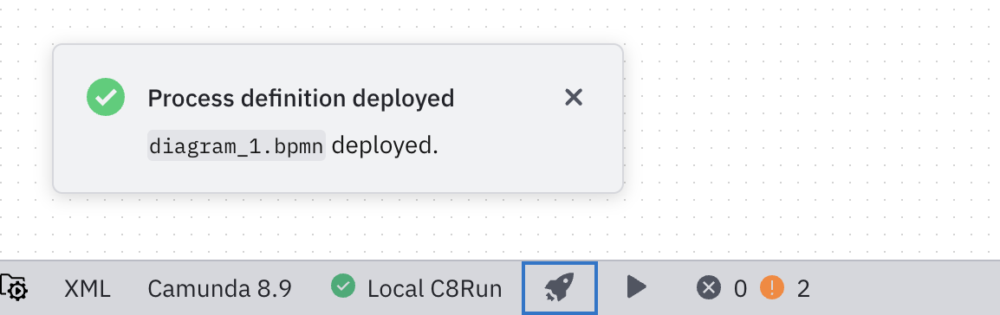 Process definition deployed
diagram_1.bpmn deployed.
XML Camunda 8.9 Local C8Run 0 2